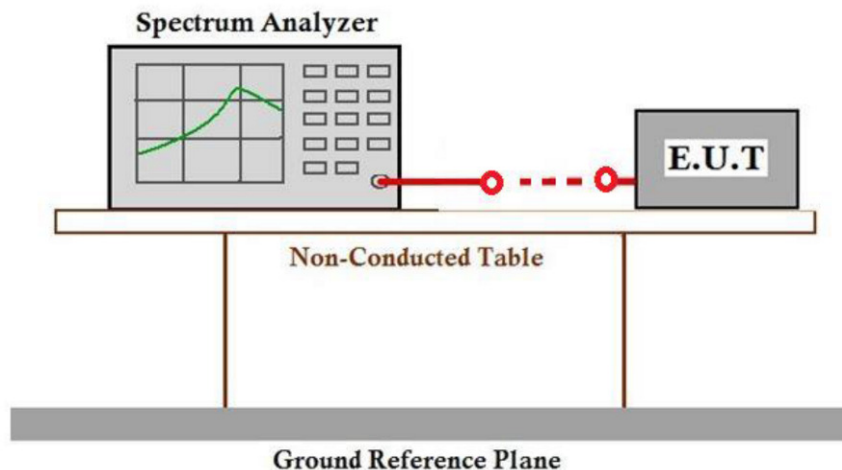 Spectrum Analyzer
E.U.T
Non-Conducted Table
Ground Reference Plane